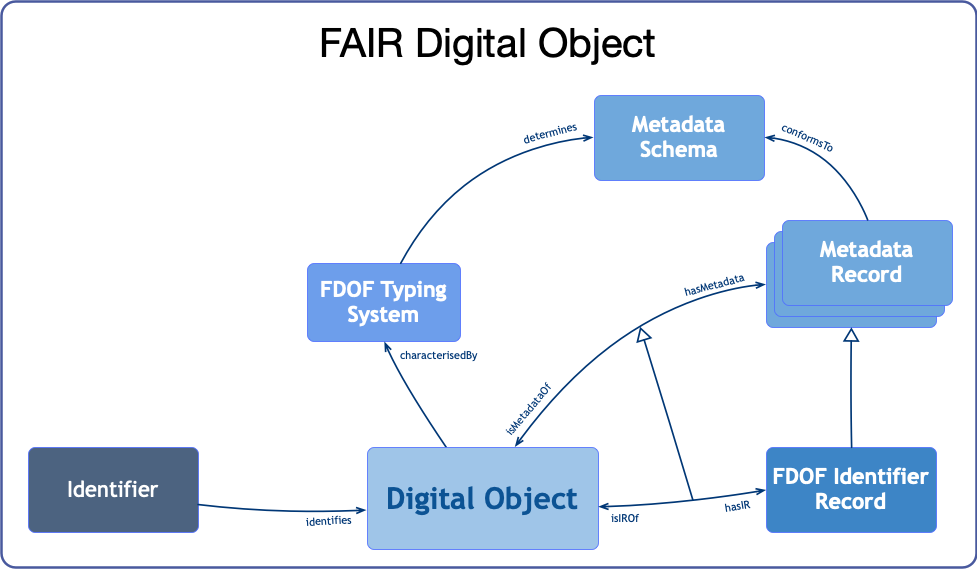 FAIR Digital Object
Metadata
Schema
determines
conformsTo
Metadata
Record
FDOF Typing
System
hasMetadata
characterisedBy
isMetadataOf
Identifier
identifies
Digital Object
isIROf
hasIR
FDOF Identifier
Record